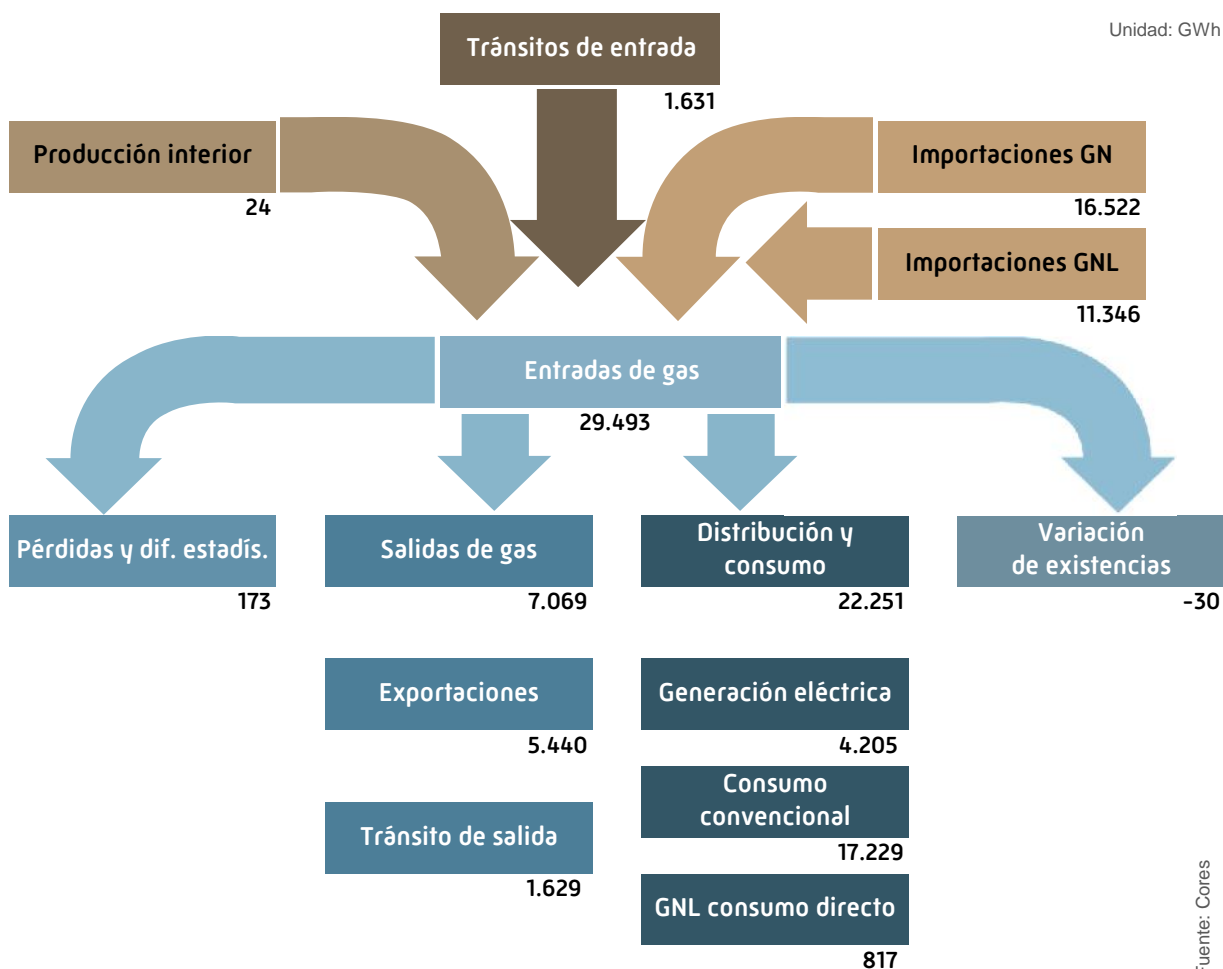 Unidad: GWh
Tránsitos de entrada
1.631
Producción interior
24
Importaciones GN
16.522
Importaciones GNL
11.346
Entradas de gas
29.493
Pérdidas y dif. estadís.
173
Salidas de gas
7.069
Distribución y
consumo
22.251
Variación
de existencias
-30
Exportaciones
5.440
Tránsito de salida
1.629
Generación eléctrica
4.205
Consumo
convencional
17.229
GNL consumo directo
817
Fuente: Cores